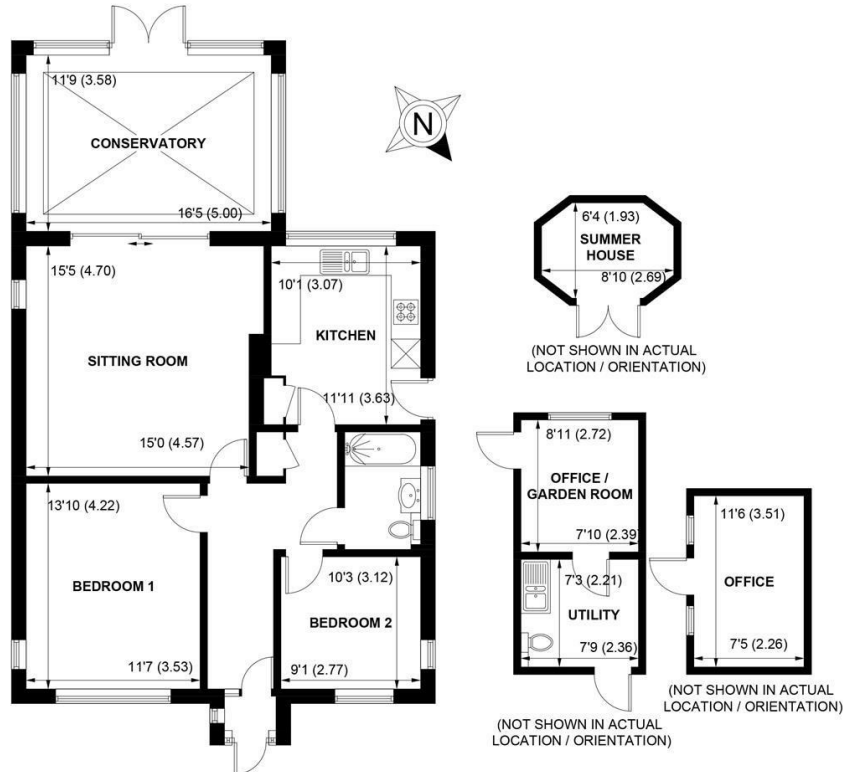 11'9 (3.58)
CONSERVATORY
16'5 (5.00)
N
15'5 (4.70)
SITTING ROOM
15'0 (4.57)
10'1 (3.07)
KITCHEN
11'11 (3.63)
13'10 (4.22)
BEDROOM 1
11'7 (3.53)
10'3 (3.12)
BEDROOM 2
9'1 (2.77)
6'4 (1.93)
SUMMER
HOUSE
8'10 (2.69)
(NOT SHOWN IN ACTUAL
LOCATION / ORIENTATION)
8'11 (2.72)
OFFICE /
GARDEN ROOM
7'10 (2.39)
7'3 (2.21)
UTILITY
7'9 (2.36)
(NOT SHOWN IN ACTUAL
LOCATION / ORIENTATION)
11'6 (3.51)
OFFICE
7'5 (2.26)
(NOT SHOWN IN ACTUAL
LOCATION / ORIENTATION)